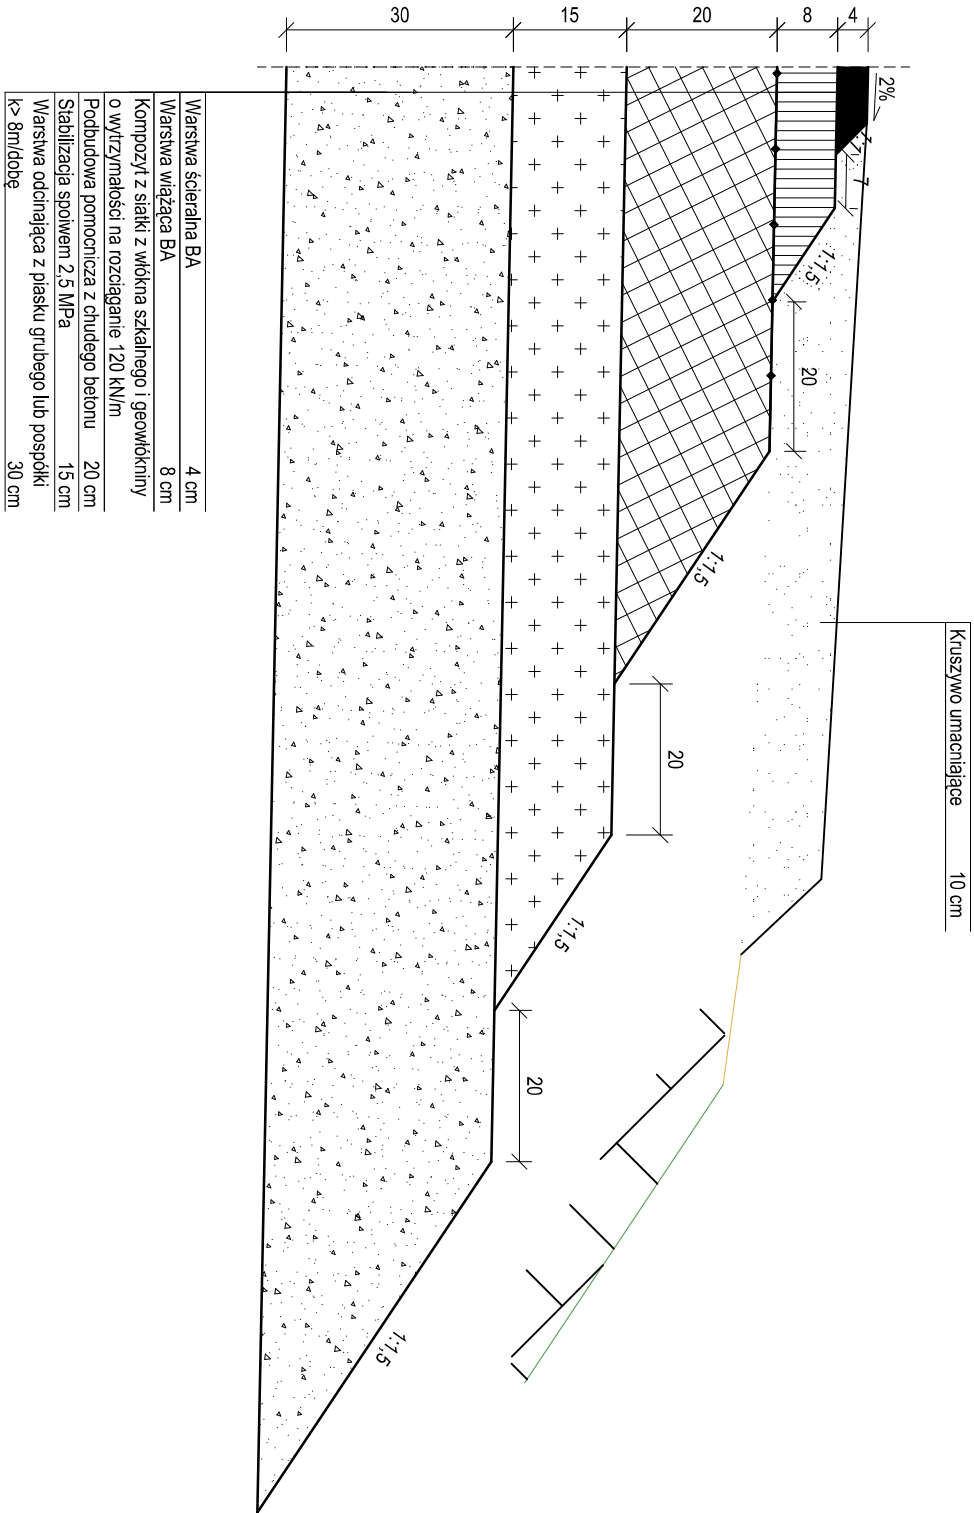 30
15
20
8
4
2%
1:1
7
1:1,5
20
1:1,5
20
1:1,5
20
1:1,5
Kruszywo umacniające 10 cm
Warstwa ścieralna BA 4 cm
Warstwa wiążąca BA 8 cm
Kompozyt z siatki z włókna szkalnego i geowłókniny
o wytrzymałości na rozciąganie 120 kN/m
Podbudowa pomocnicza z chudego betonu 20 cm
Stabilizacja spoiwem 2,5 MPa 15 cm
Warstwa odcinająca z piasku grubego lub pospółki
k> 8m/dobę 30 cm